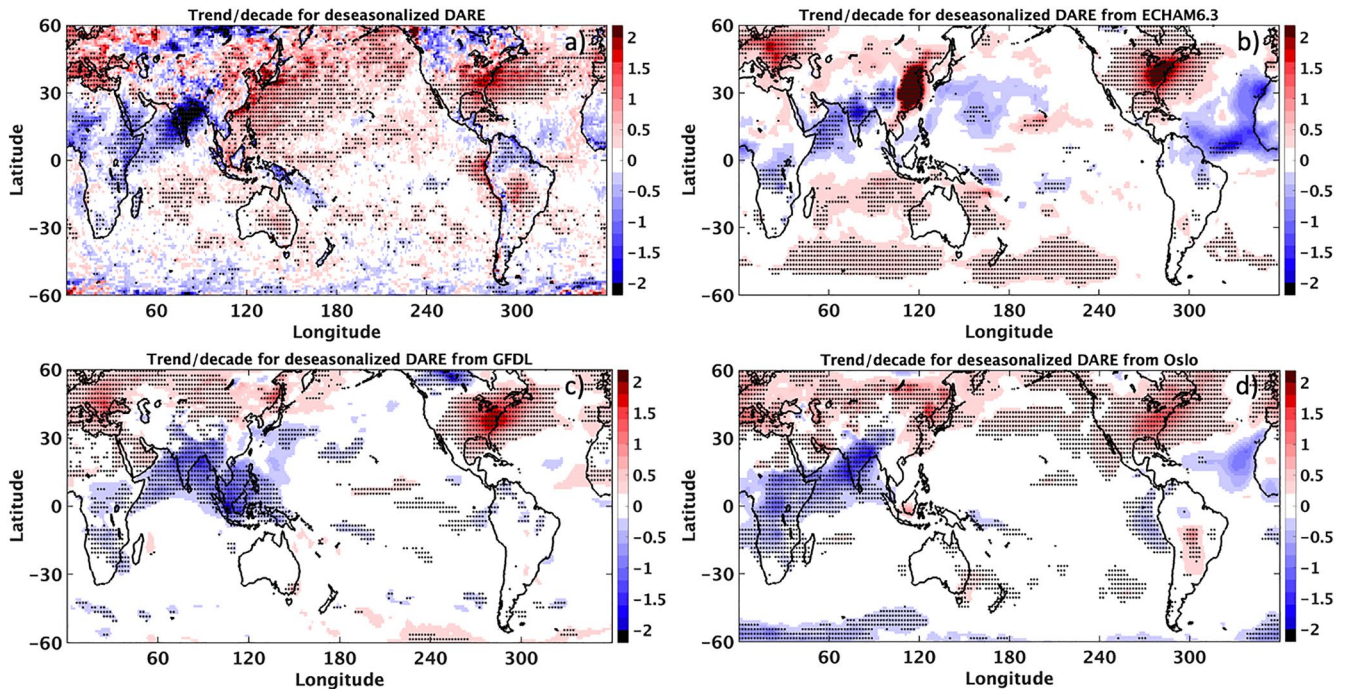 Trend/decade for deseasonalized DARE
a)
60
30
0
−30
−60
Latitude
60 120 180 240 300
Longitude
2
1.5
1
0.5
0
−0.5
−1
−1.5
−2
Trend/decade for deseasonalized DARE from ECHAM6.3
b)
60
30
0
−30
−60
Latitude
60 120 180 240 300
Longitude
2
1.5
1
0.5
0
−0.5
−1
−1.5
−2
Trend/decade for deseasonalized DARE from GFDL
c)
60
30
0
−30
−60
Latitude
60 120 180 240 300
Longitude
2
1.5
1
0.5
0
−0.5
−1
−1.5
−2
Trend/decade for deseasonalized DARE from Oslo
d)
60
30
0
−30
−60
Latitude
60 120 180 240 300
Longitude
2
1.5
1
0.5
0
−0.5
−1
−1.5
−2